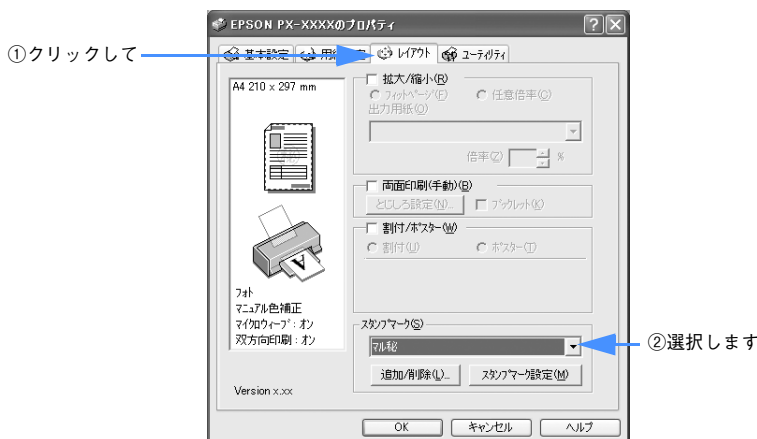 EPSON PX-XXXXのプロパティ
①クリックして
基本設定 用紙 定 レイアウト ユーティリティ
A4 210 x 297 mm
拡大/縮小(R)
フィットページ(F) 任意倍率(C)
出力用紙(O)
倍率(Z) %
両面印刷(手動)(B)
とじしろ設定(N)... ブックレット(K)
割付/ポスター(W)
割付(U) ポスター(T)
フォト
マニュアル色補正
マイクロウィーブ: オン
双方向印刷: オン
スタンプマーク(S)
マル秘
②選択します
追加/削除(L)... スタンプマーク設定(M)
Version x.xx
OK キャンセル ヘルプ